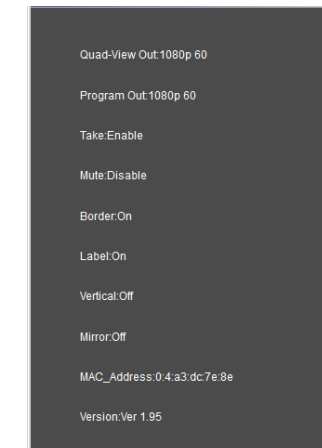 Quad-View Out:1080p 60
Program Out:1080p 60
Take:Enable
Mute:Disable
Border:On
Label:On
Vertical:Off
Mirror:Off
MAC_Address:0:4:a3:dc:7e:8e
Version:Ver 1.95